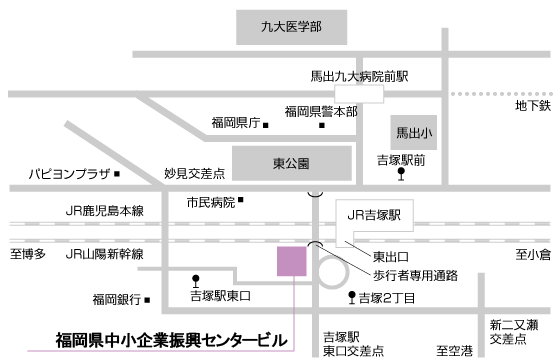 九大医学部
馬出九大病院前駅
地下鉄
福岡県警本部
福岡県庁
馬出小
東公園
吉塚駅前
パピヨンプラザ
妙見交差点
市民病院
JR鹿児島本線
JR吉塚駅
至博多
JR山陽新幹線
東出口
至小倉
歩行者専用通路
吉塚駅東口
吉塚2丁目
福岡銀行
福岡県中小企業振興センタービル
吉塚駅
東口交差点
至空港
新二又瀬
交差点